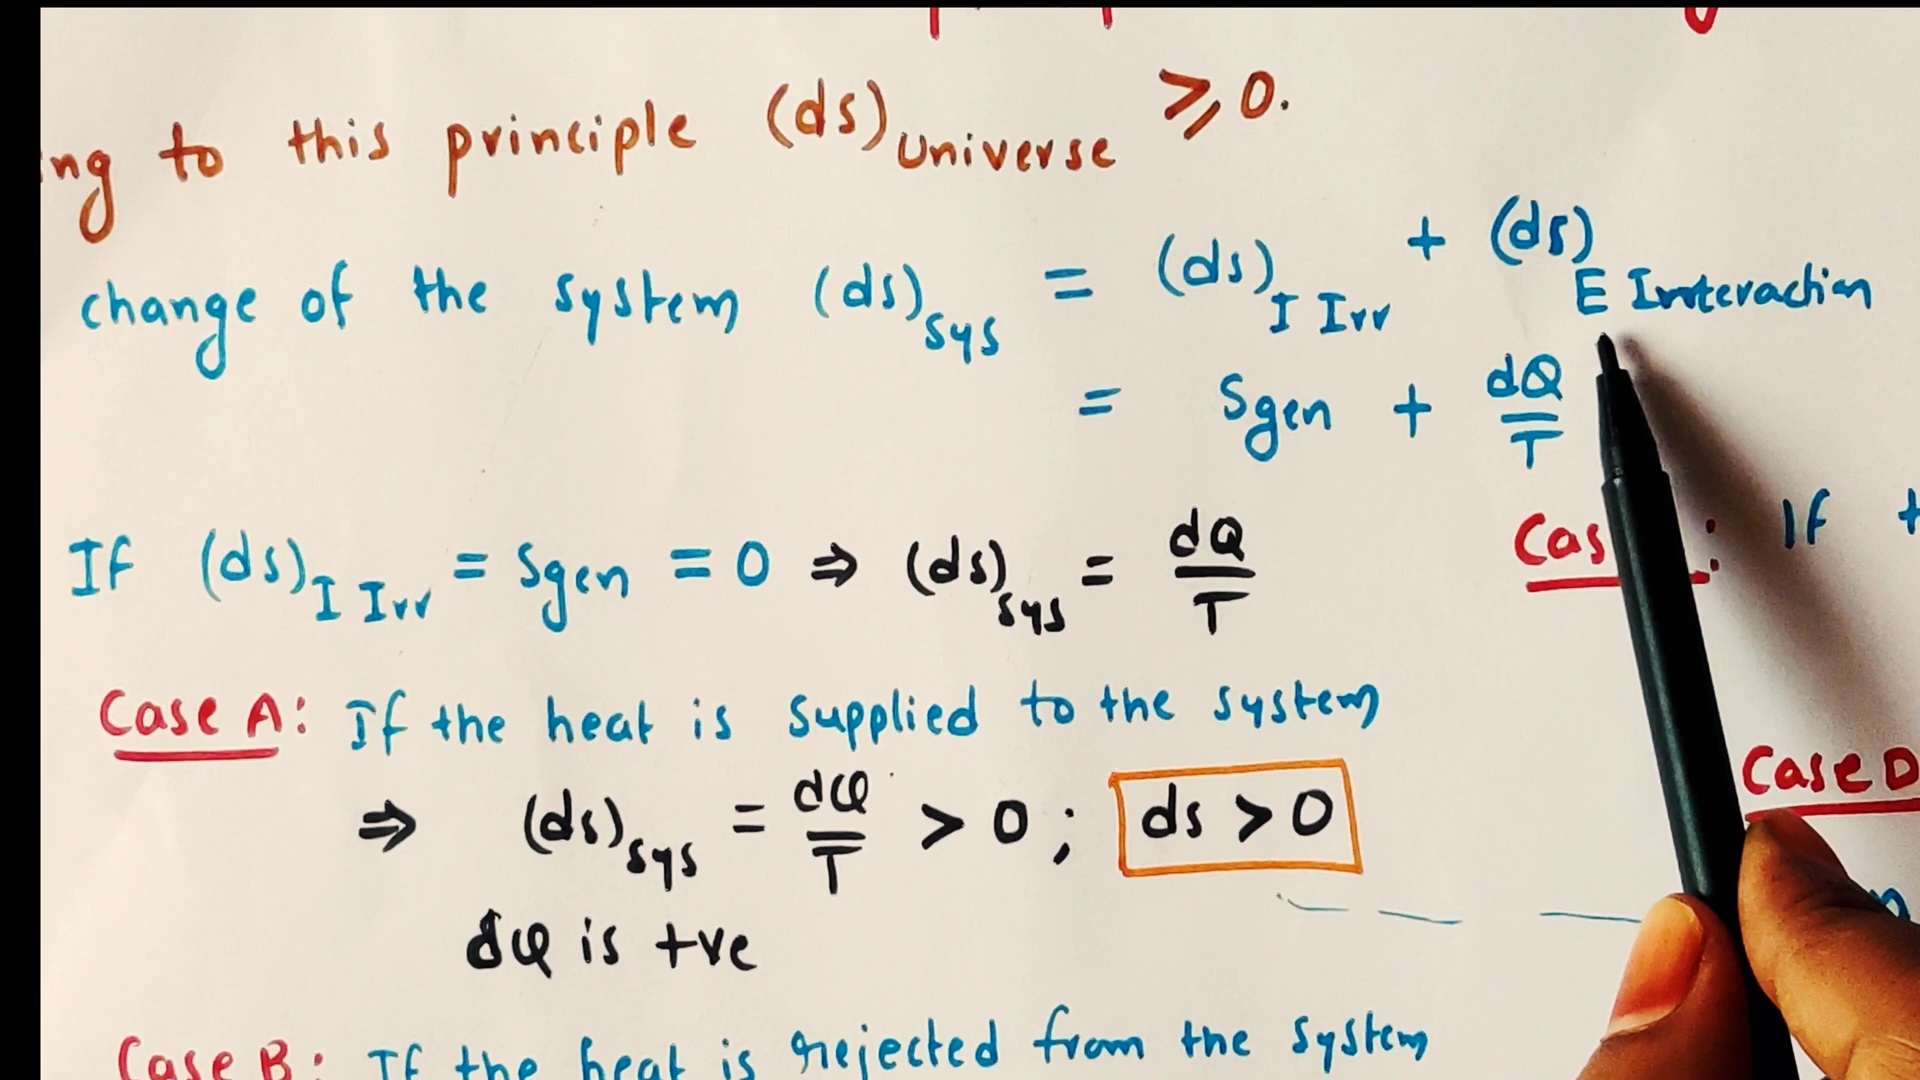 ng to this principle (ds)Universe ≥ 0.
change of the system (ds)sys = (ds)I Irr + (ds)E Interaction
= Sgen + dQ/T
If (ds)I Irr = Sgen = 0 ⇒ (ds)sys = dQ/T
Case A: If the heat is supplied to the system
⇒ (ds)sys = dQ/T > 0 ; ds > 0
dQ is +ve
Case B: If the heat is rejected from the system
Cas : If t
Case D